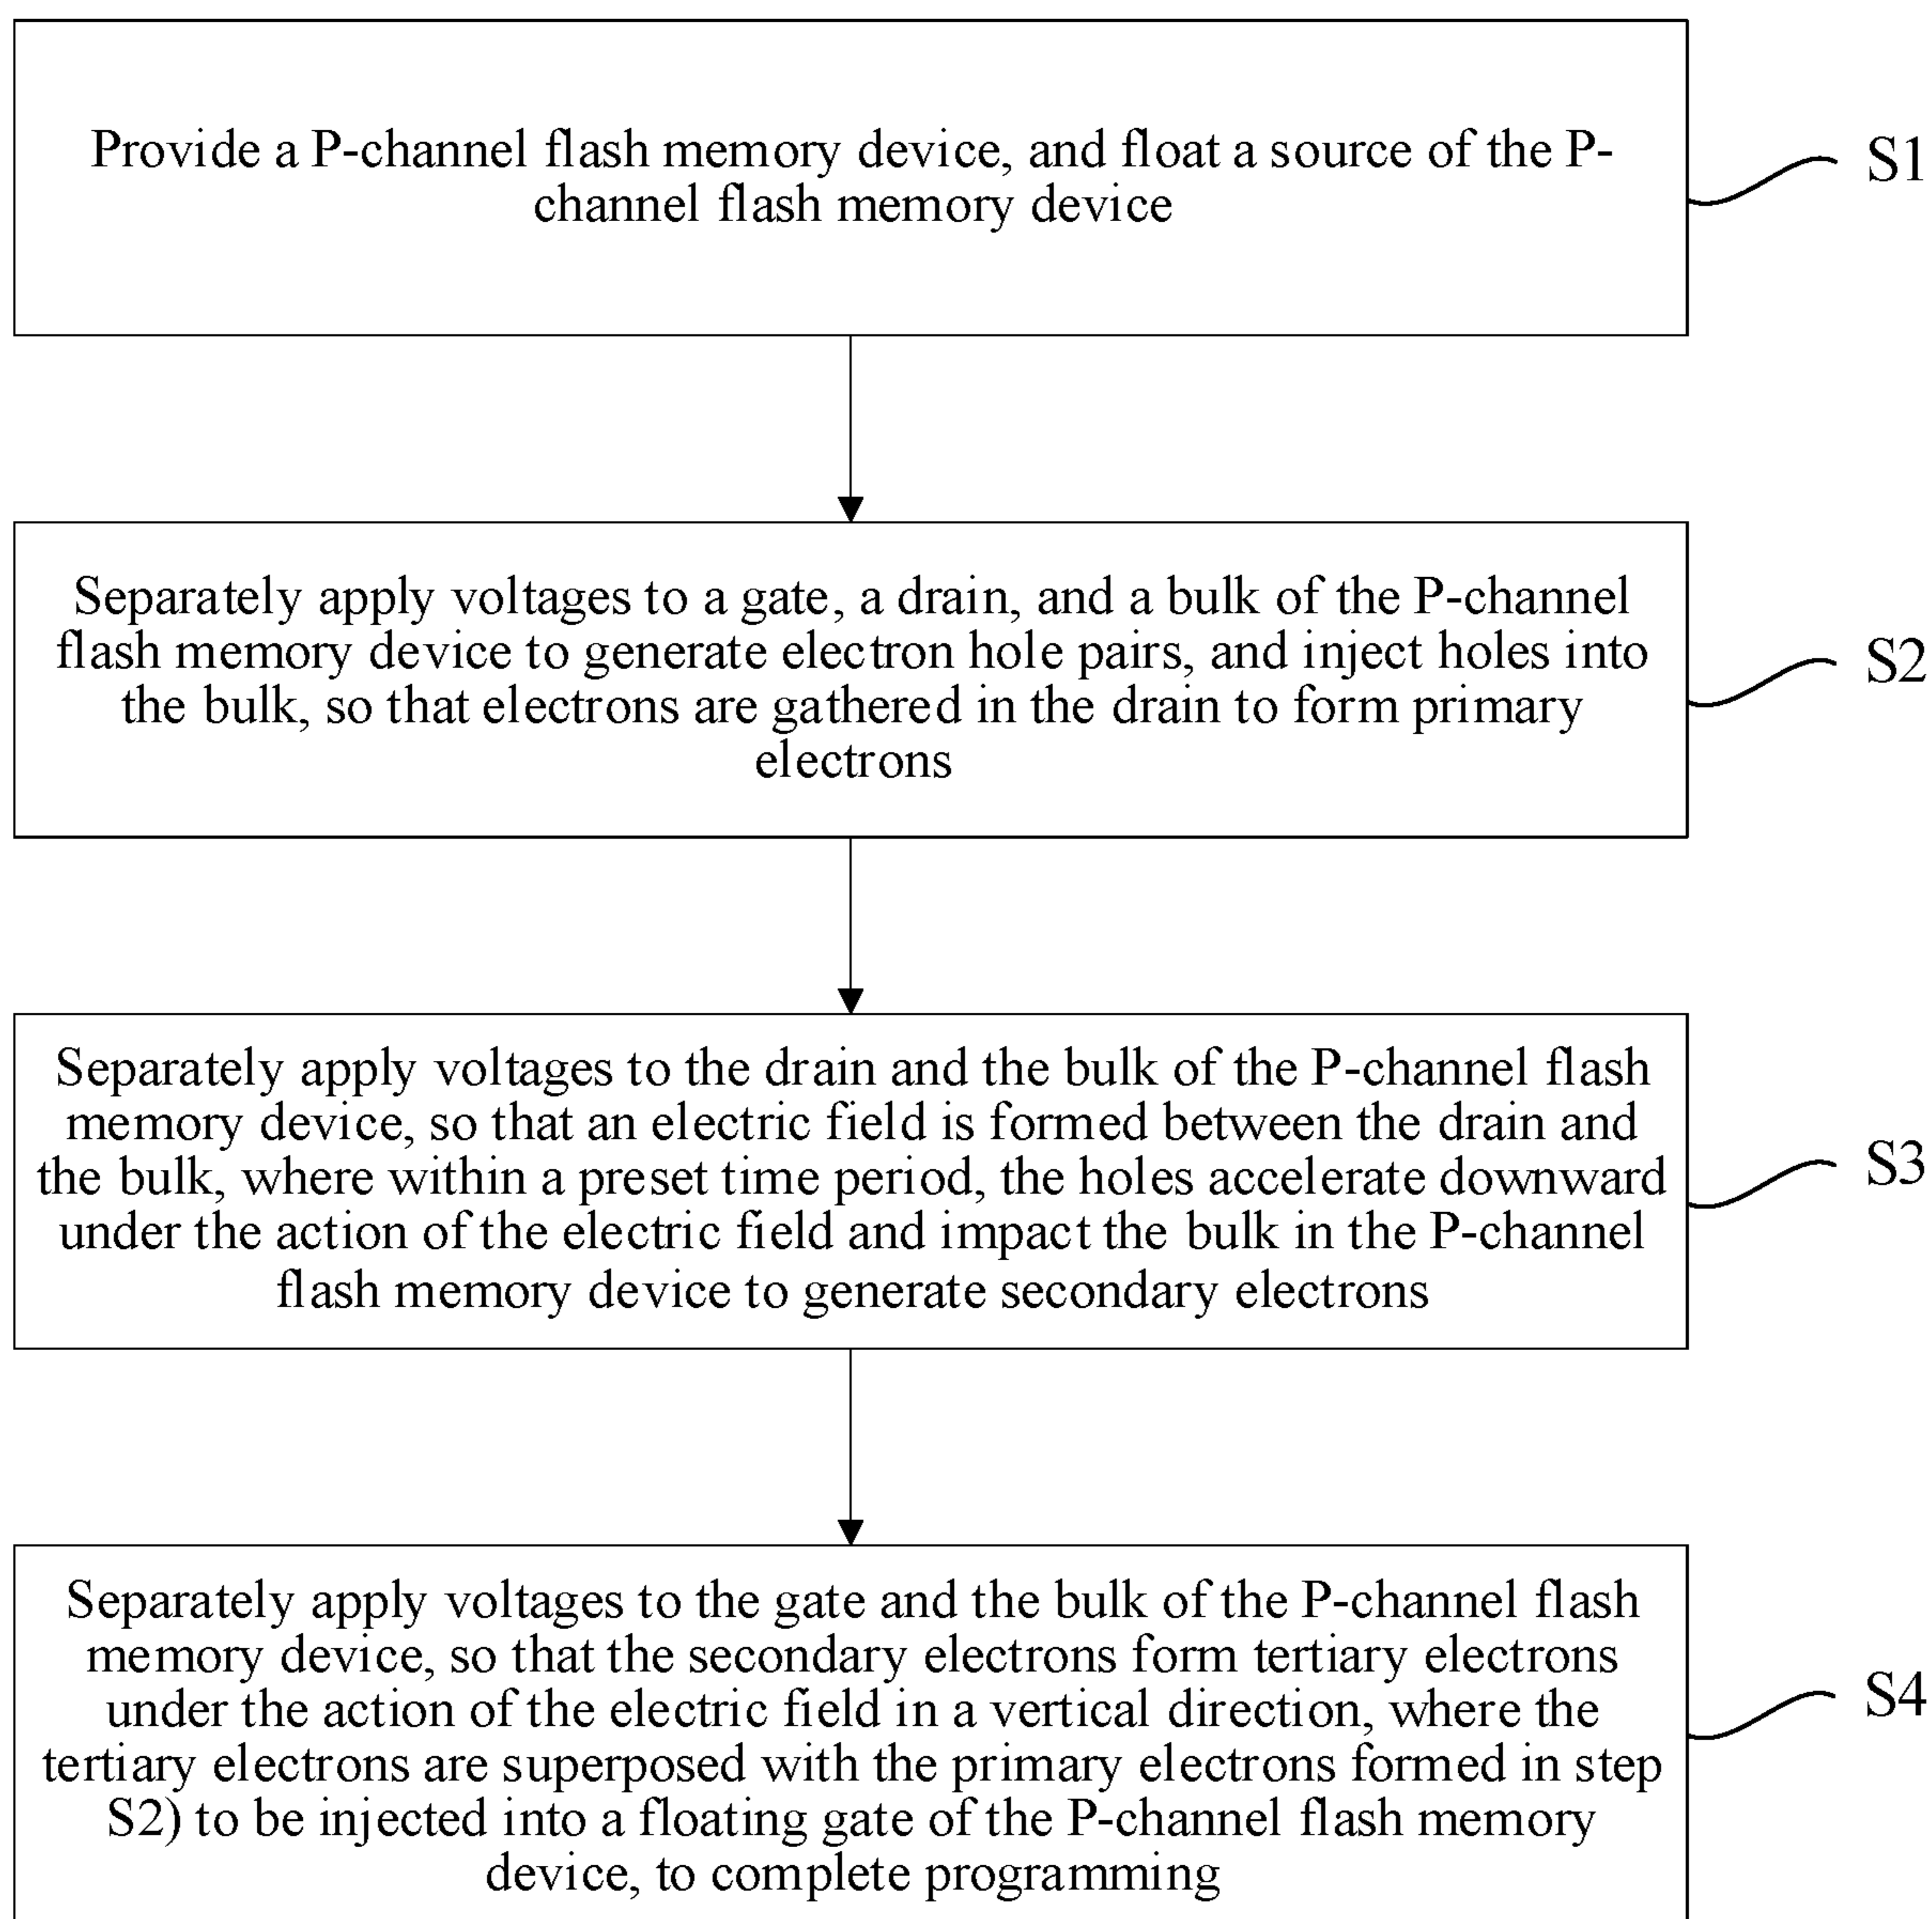 Provide a P-channel flash memory device, and float a source of the P-
channel flash memory device
S1
Separately apply voltages to a gate, a drain, and a bulk of the P-channel
flash memory device to generate electron hole pairs, and inject holes into
the bulk, so that electrons are gathered in the drain to form primary
electrons
S2
Separately apply voltages to the drain and the bulk of the P-channel flash
memory device, so that an electric field is formed between the drain and
the bulk, where within a preset time period, the holes accelerate downward
under the action of the electric field and impact the bulk in the P-channel
flash memory device to generate secondary electrons
S3
Separately apply voltages to the gate and the bulk of the P-channel flash
memory device, so that the secondary electrons form tertiary electrons
under the action of the electric field in a vertical direction, where the
tertiary electrons are superposed with the primary electrons formed in step
S2) to be injected into a floating gate of the P-channel flash memory
device, to complete programming
S4